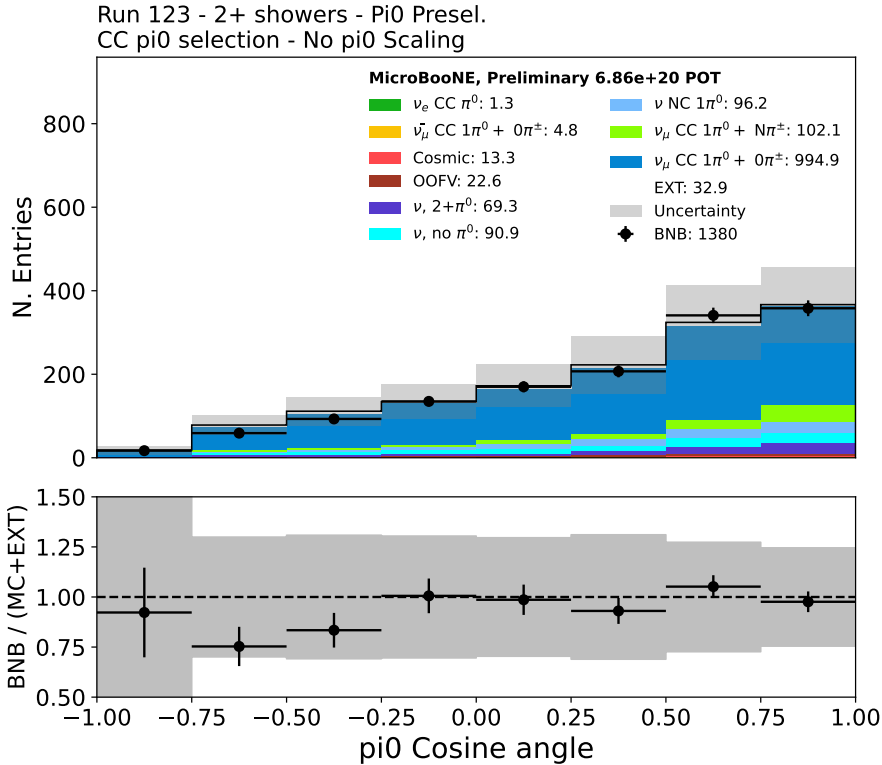 Run 123 - 2+ showers - Pi0 Presel.
CC pi0 selection - No pi0 Scaling
MicroBooNE, Preliminary 6.86e+20 POT
νₑ CC π⁰: 1.3
ν̄_μ CC 1π⁰ + 0π±: 4.8
Cosmic: 13.3
OOFV: 22.6
ν, 2+π⁰: 69.3
ν, no π⁰: 90.9
ν NC 1π⁰: 96.2
ν_μ CC 1π⁰ + Nπ±: 102.1
ν_μ CC 1π⁰ + 0π±: 994.9
EXT: 32.9
Uncertainty
BNB: 1380
N. Entries
800
600
400
200
0
BNB / (MC+EXT)
1.50
1.25
1.00
0.75
0.50
−1.00 −0.75 −0.50 −0.25 0.00 0.25 0.50 0.75 1.00
pi0 Cosine angle